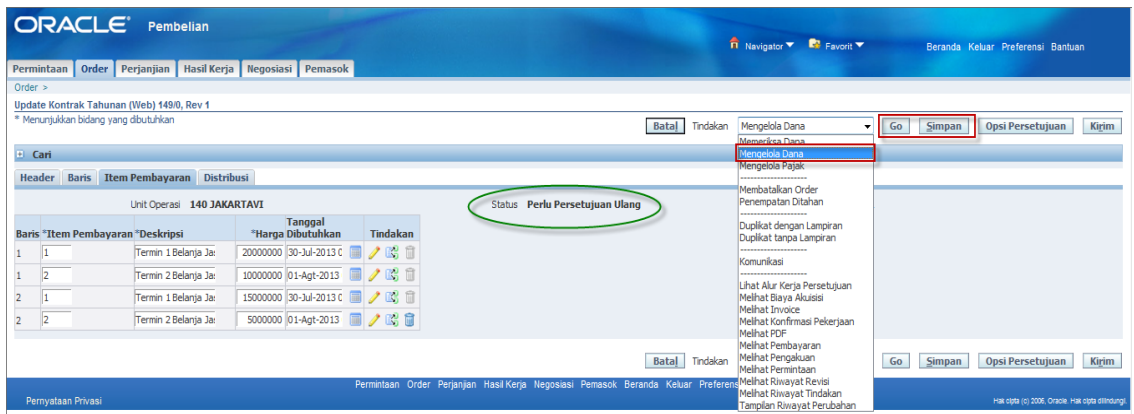 ORACLE® Pembelian
Navigator Favorit Beranda Keluar Preferensi Bantuan
Permintaan Order Perjanjian Hasil Kerja Negosiasi Pemasok
Order >
Update Kontrak Tahunan (Web) 149/0, Rev 1
* Menunjukkan bidang yang dibutuhkan
Batal Tindakan Mengelola Dana Go Simpan Opsi Persetujuan Kirim
Memeriksa Dana
Mengelola Dana
Mengelola Pajak
--------------------
Membatalkan Order
Penempatan Ditahan
--------------------
Duplikat dengan Lampiran
Duplikat tanpa Lampiran
--------------------
Komunikasi
--------------------
Lihat Alur Kerja Persetujuan
Melihat Biaya Akuisisi
Melihat Invoice
Melihat Konfirmasi Pekerjaan
Melihat PDF
Melihat Pembayaran
Melihat Pengakuan
Melihat Permintaan
Melihat Riwayat Revisi
Melihat Riwayat Tindakan
Tampilan Riwayat Perubahan
Cari
Header Baris Item Pembayaran Distribusi
Unit Operasi 140 JAKARTAVI Status Perlu Persetujuan Ulang
Tanggal
Baris *Item Pembayaran *Deskripsi *Harga Dibutuhkan Tindakan
1 1 Termin 1 Belanja Ja 20000000 30-Jul-2013 0
1 2 Termin 2 Belanja Ja 10000000 01-Agt-2013
2 1 Termin 1 Belanja Ja 15000000 30-Jul-2013 0
2 2 Termin 2 Belanja Ja 5000000 01-Agt-2013
Batal Tindakan Go Simpan Opsi Persetujuan Kirim
Permintaan Order Perjanjian Hasil Kerja Negosiasi Pemasok Beranda Keluar Preferens
Pernyataan Privasi Hak cipta (c) 2006, Oracle. Hak cipta dilindungi.